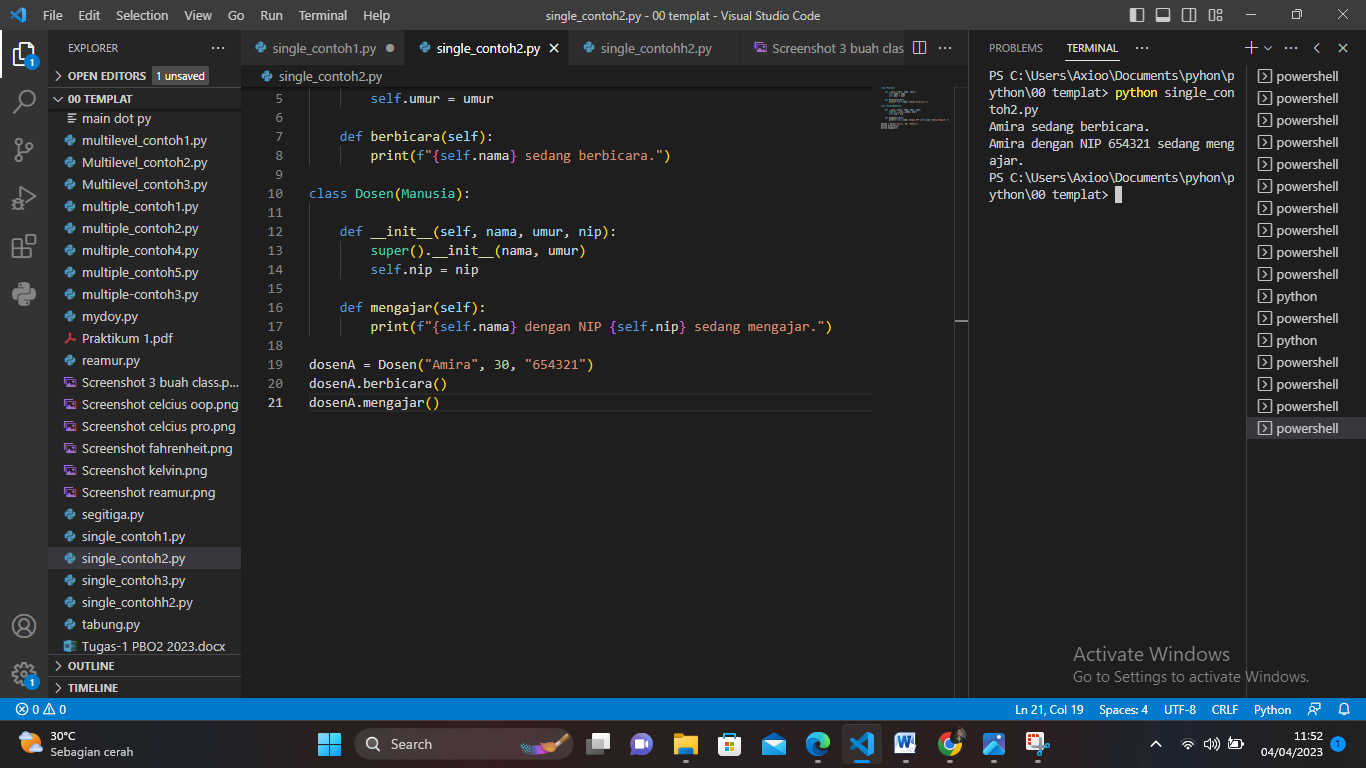 File Edit Selection View Go Run Terminal Help
single_contoh2.py - 00 templat - Visual Studio Code
EXPLORER
OPEN EDITORS 1 unsaved
00 TEMPLAT
main dot py
multilevel_contoh1.py
Multilevel_contoh2.py
Multilevel_contoh3.py
multiple_contoh1.py
multiple_contoh2.py
multiple_contoh4.py
multiple_contoh5.py
multiple-contoh3.py
mydoy.py
Praktikum 1.pdf
reamur.py
Screenshot 3 buah class.p...
Screenshot celcius oop.png
Screenshot celcius pro.png
Screenshot fahrenheit.png
Screenshot kelvin.png
Screenshot reamur.png
segitiga.py
single_contoh1.py
single_contoh2.py
single_contoh3.py
single_contohh2.py
tabung.py
Tugas-1 PBO2 2023.docx
OUTLINE
TIMELINE
1
1
single_contoh1.py single_contoh2.py single_contohh2.py Screenshot 3 buah clas
single_contoh2.py
5 self.umur = umur
6
7 def berbicara(self):
8 print(f"{self.nama} sedang berbicara.")
9
10 class Dosen(Manusia):
11
12 def __init__(self, nama, umur, nip):
13 super().__init__(nama, umur)
14 self.nip = nip
15
16 def mengajar(self):
17 print(f"{self.nama} dengan NIP {self.nip} sedang mengajar.")
18
19 dosenA = Dosen("Amira", 30, "654321")
20 dosenA.berbicara()
21 dosenA.mengajar()
PROBLEMS TERMINAL
PS C:\Users\Axioo\Documents\pyhon\p
ython\00 templat> python single_con
toh2.py
Amira sedang berbicara.
Amira dengan NIP 654321 sedang meng
ajar.
PS C:\Users\Axioo\Documents\pyhon\p
ython\00 templat>
powershell
powershell
powershell
powershell
powershell
powershell
powershell
powershell
powershell
powershell
python
powershell
python
powershell
powershell
powershell
powershell
Activate Windows
Go to Settings to activate Windows.
0 0
Ln 21, Col 19 Spaces: 4 UTF-8 CRLF Python
30°C
Sebagian cerah
Search
11:52
04/04/2023
1